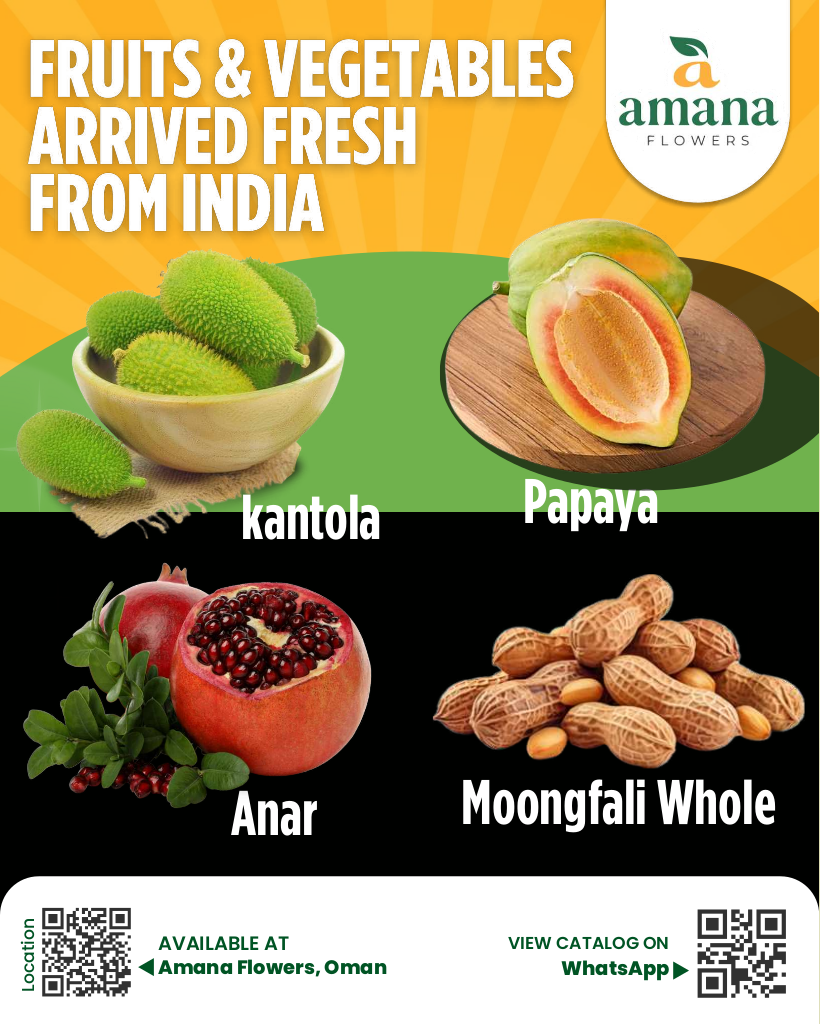 FRUITS & VEGETABLES
ARRIVED FRESH
FROM INDIA
a
amana
FLOWERS
kantola
Papaya
Anar
Moongfali Whole
Location
AVAILABLE AT
Amana Flowers, Oman
VIEW CATALOG ON
WhatsApp